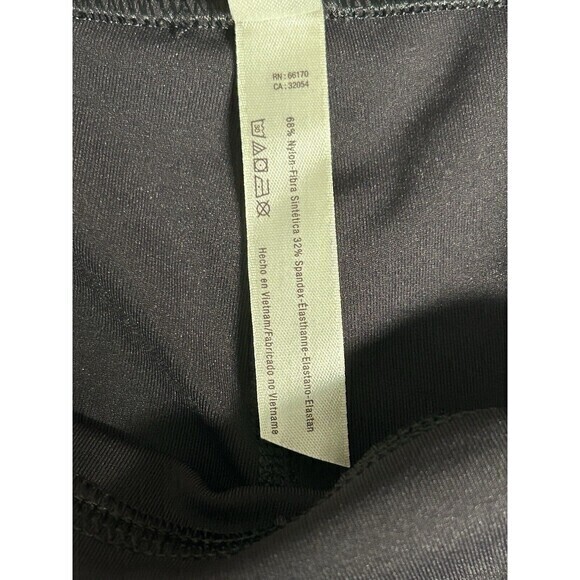 RN: 66170
CA: 32054
68% Nylon-Fibra Sintética 32% Spandex-Élasthanne-Elastano-Elastan
30
Hecho en Vietnam/Fabricado no Vietname